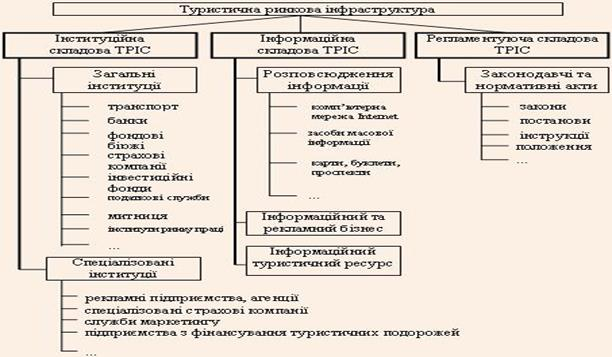 Туристична ринкова інфраструктура
Інституційна
складова ТРІС
Загальні
інституції
транспорт
банки
фондові
біржі
страхові
компанії
інвестиційні
фонди
податкові служби
митниця
інститути ринку праці
...
Спеціалізовані
інституції
рекламні підприємства, агенції
спеціалізовані страхові компанії
служби маркетингу
підприємства з фінансування туристичних подорожей
...
Інформаційна
складова ТРІС
Розповсюдження
інформації
комп'ютерна
мережа Internet
засоби масової
інформації
карти, буклети,
проспекти
...
Інформаційний та
рекламний бізнес
Інформаційний
туристичний ресурс
Регламентуюча складова
ТРІС
Законодавчі та
нормативні акти
закони
постанови
інструкції
положення
...